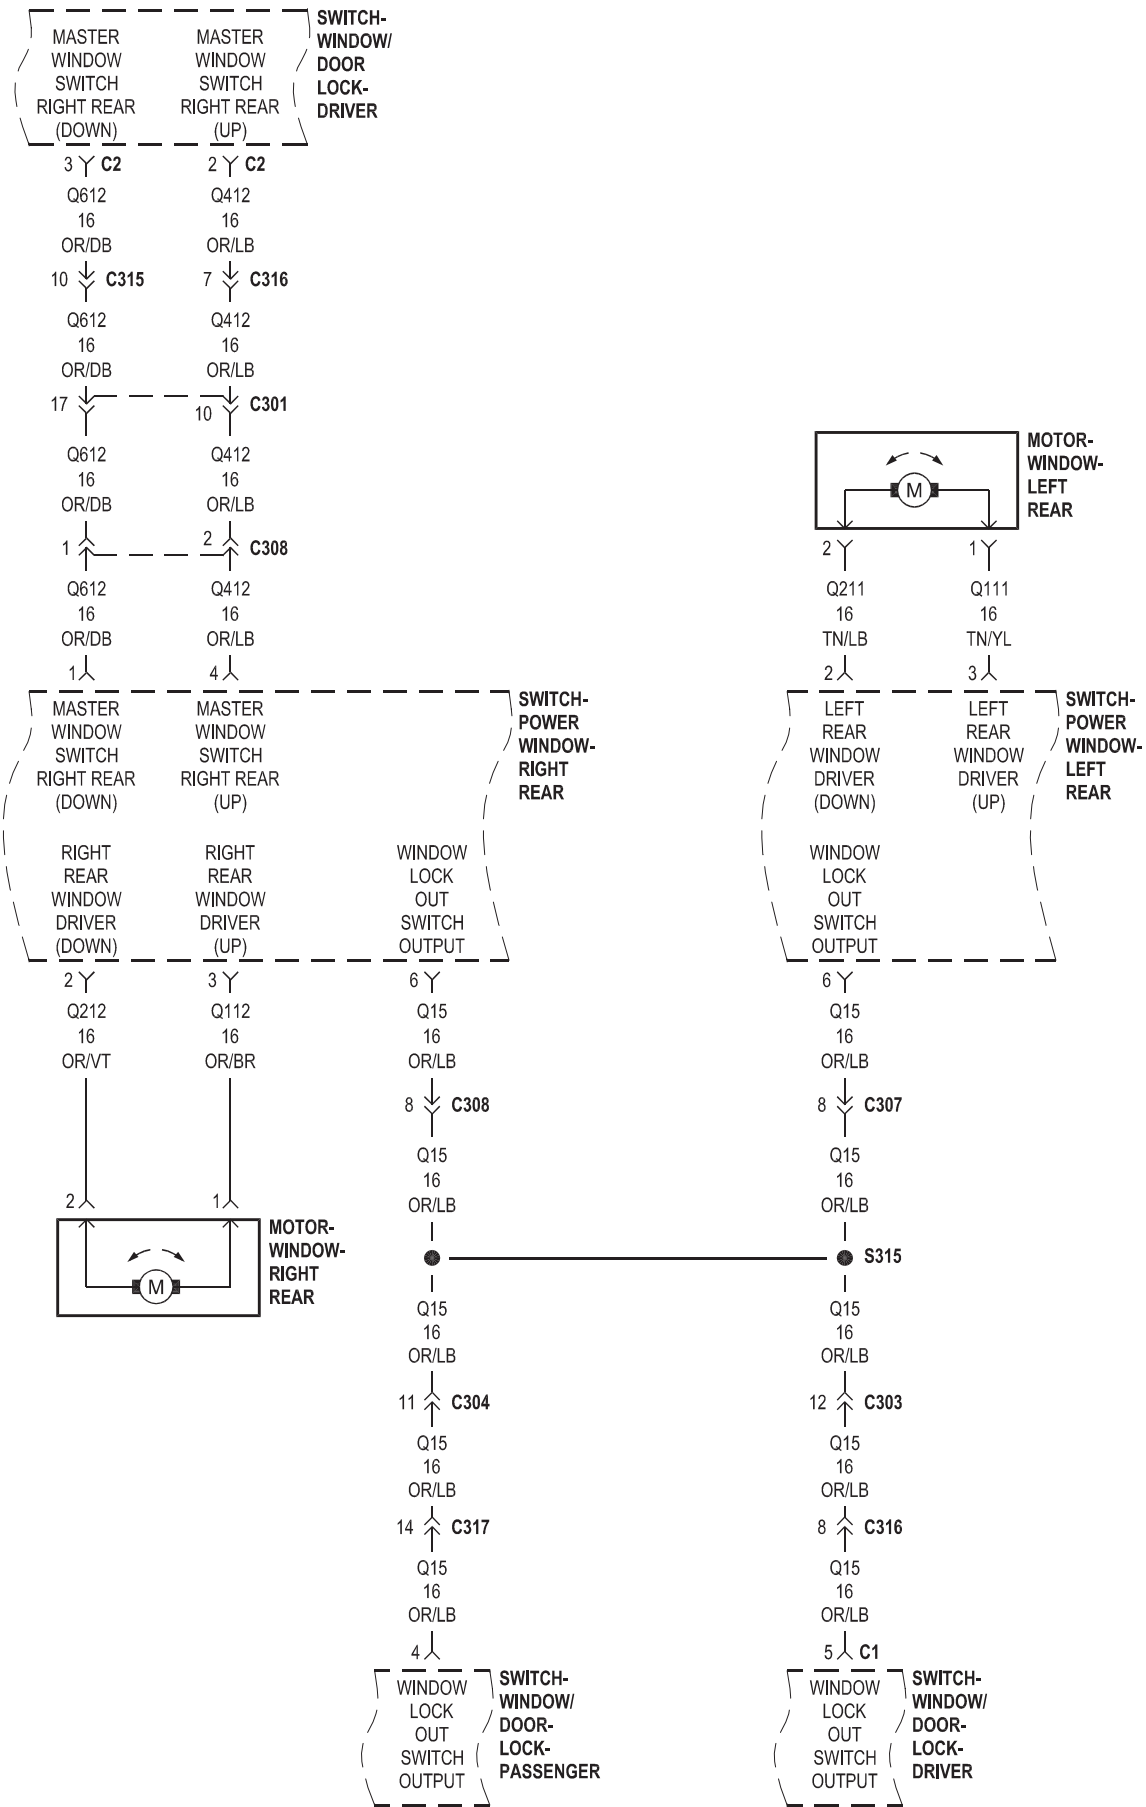 MASTER
WINDOW
SWITCH
RIGHT REAR
(DOWN)
MASTER
WINDOW
SWITCH
RIGHT REAR
(UP)
SWITCH-
WINDOW/
DOOR
LOCK-
DRIVER
3 C2
2 C2
Q612
16
OR/DB
Q412
16
OR/LB
10 C315
7 C316
Q612
16
OR/DB
Q412
16
OR/LB
17
10 C301
Q612
16
OR/DB
Q412
16
OR/LB
1
2 C308
Q612
16
OR/DB
Q412
16
OR/LB
1
4
MOTOR-
WINDOW-
LEFT
REAR
M
2
1
Q211
16
TN/LB
Q111
16
TN/YL
2
3
MASTER
WINDOW
SWITCH
RIGHT REAR
(DOWN)
MASTER
WINDOW
SWITCH
RIGHT REAR
(UP)
SWITCH-
POWER
WINDOW-
RIGHT
REAR
RIGHT
REAR
WINDOW
DRIVER
(DOWN)
RIGHT
REAR
WINDOW
DRIVER
(UP)
WINDOW
LOCK
OUT
SWITCH
OUTPUT
LEFT
REAR
WINDOW
DRIVER
(DOWN)
LEFT
REAR
WINDOW
DRIVER
(UP)
SWITCH-
POWER
WINDOW-
LEFT
REAR
WINDOW
LOCK
OUT
SWITCH
OUTPUT
2
3
6
6
Q212
16
OR/VT
Q112
16
OR/BR
Q15
16
OR/LB
Q15
16
OR/LB
8 C308
8 C307
Q15
16
OR/LB
Q15
16
OR/LB
2
1
M
MOTOR-
WINDOW-
RIGHT
REAR
S315
Q15
16
OR/LB
Q15
16
OR/LB
11 C304
12 C303
Q15
16
OR/LB
Q15
16
OR/LB
14 C317
8 C316
Q15
16
OR/LB
Q15
16
OR/LB
4
5 C1
WINDOW
LOCK
OUT
SWITCH
OUTPUT
SWITCH-
WINDOW/
DOOR-
LOCK-
PASSENGER
WINDOW
LOCK
OUT
SWITCH
OUTPUT
SWITCH-
WINDOW/
DOOR-
LOCK-
DRIVER